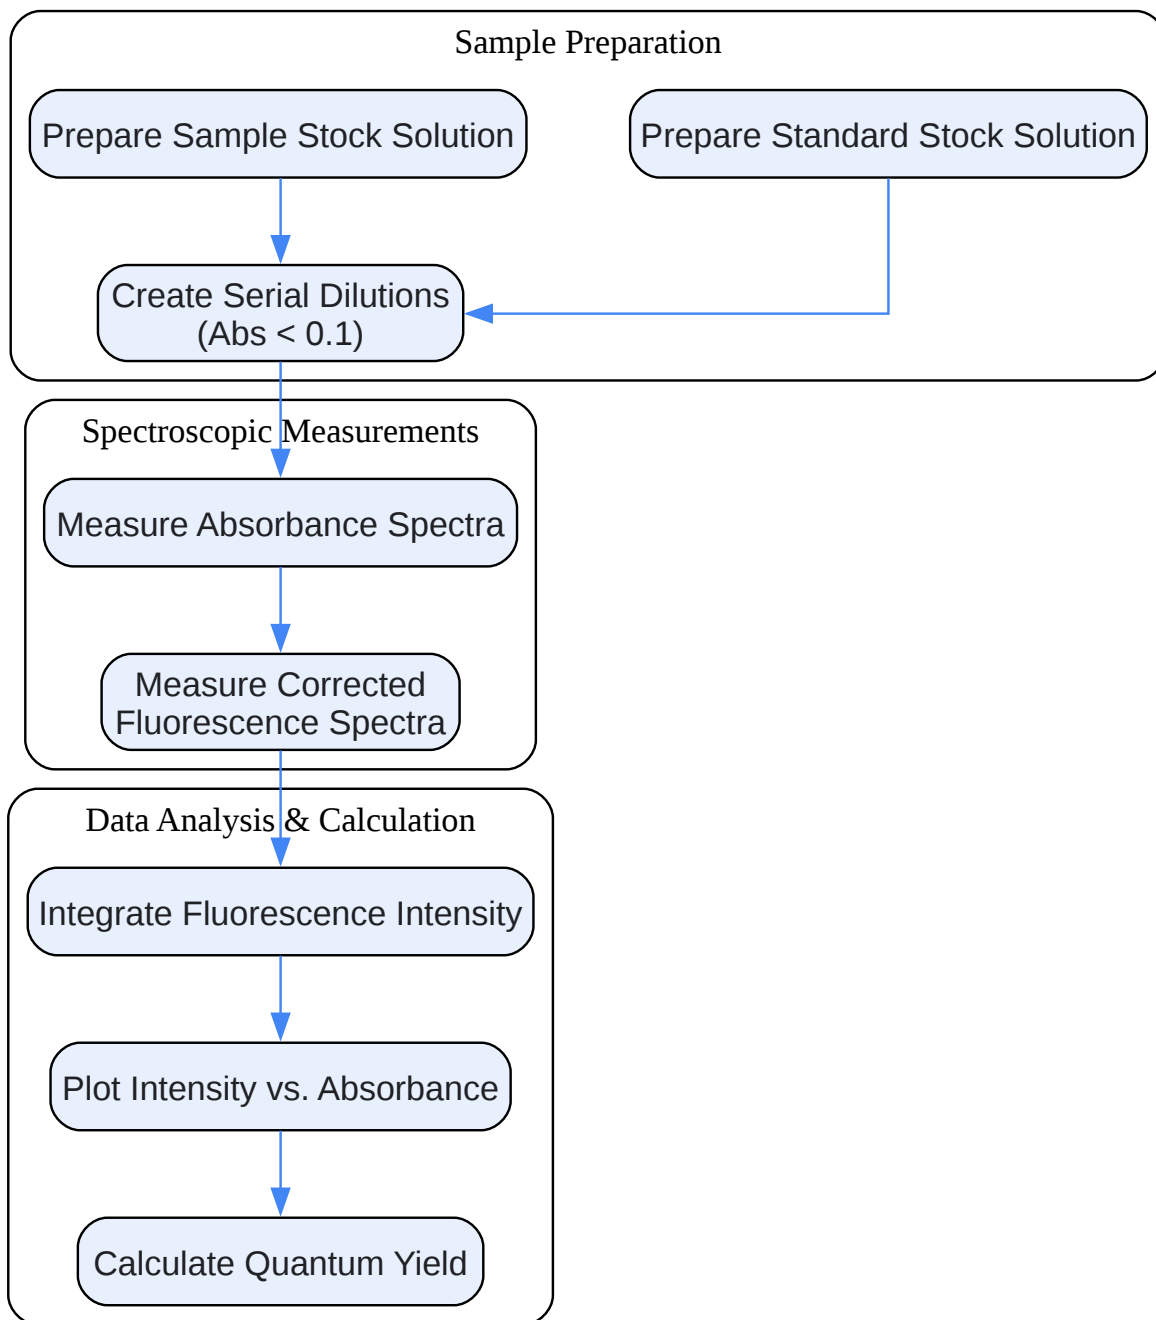 Sample Preparation
Prepare Sample Stock Solution
Prepare Standard Stock Solution
Create Serial Dilutions
(Abs < 0.1)
Spectroscopic Measurements
Measure Absorbance Spectra
Measure Corrected
Fluorescence Spectra
Data Analysis & Calculation
Integrate Fluorescence Intensity
Plot Intensity vs. Absorbance
Calculate Quantum Yield